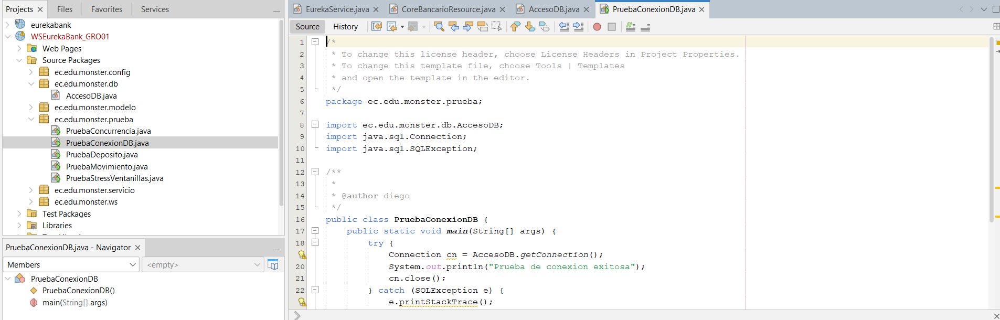 Projects
Files
Favorites
Services
eurekabank
WSEurekaBank_GRO01
Web Pages
Source Packages
ec.edu.monster.config
ec.edu.monster.db
AccesoDB.java
ec.edu.monster.modelo
ec.edu.monster.prueba
PruebaConcurrencia.java
PruebaConexionDB.java
PruebaDeposito.java
PruebaMovimiento.java
PruebaStressVentanillas.java
ec.edu.monster.servicio
ec.edu.monster.ws
Test Packages
Libraries
PruebaConexionDB.java - Navigator
Members
<empty>
PruebaConexionDB
PruebaConexionDB()
main(String[] args)
EurekaService.java
CoreBancarioResource.java
AccesoDB.java
PruebaConexionDB.java
Source
History
1 /*
2 * To change this license header, choose License Headers in Project Properties.
3 * To change this template file, choose Tools | Templates
4 * and open the template in the editor.
5 */
6 package ec.edu.monster.prueba;
7
8 import ec.edu.monster.db.AccesoDB;
9 import java.sql.Connection;
10 import java.sql.SQLException;
11
12 /**
13 *
14 * @author diego
15 */
16 public class PruebaConexionDB {
17 public static void main(String[] args) {
18 try {
Connection cn = AccesoDB.getConnection();
20 System.out.println("Prueba de conexion exitosa");
21 cn.close();
22 } catch (SQLException e) {
e.printStackTrace();